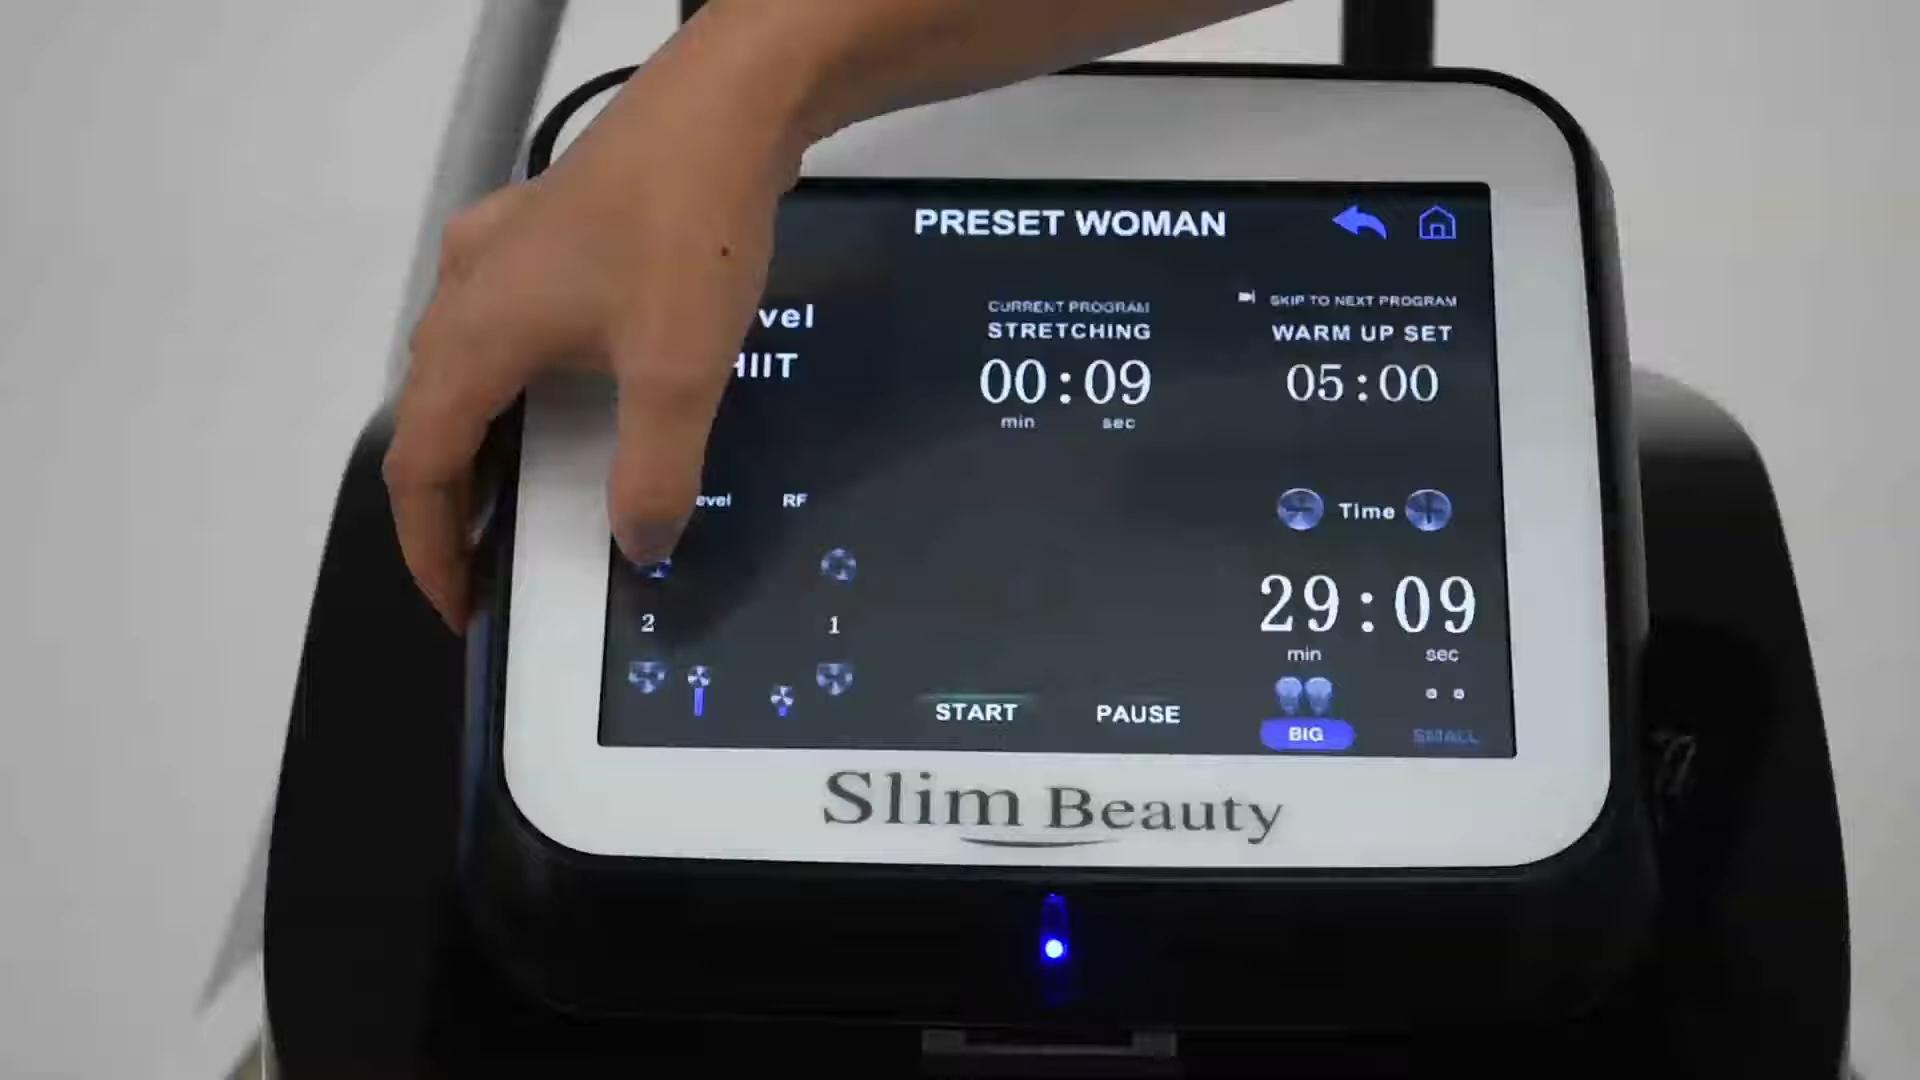 PRESET WOMAN
CURRENT PROGRAM
STRETCHING
00:09
min sec
SKIP TO NEXT PROGRAM
WARM UP SET
05:00
vel
HIIT
evel RF
2 1
Time
29:09
min sec
START PAUSE
BIG SMALL
Slim Beauty